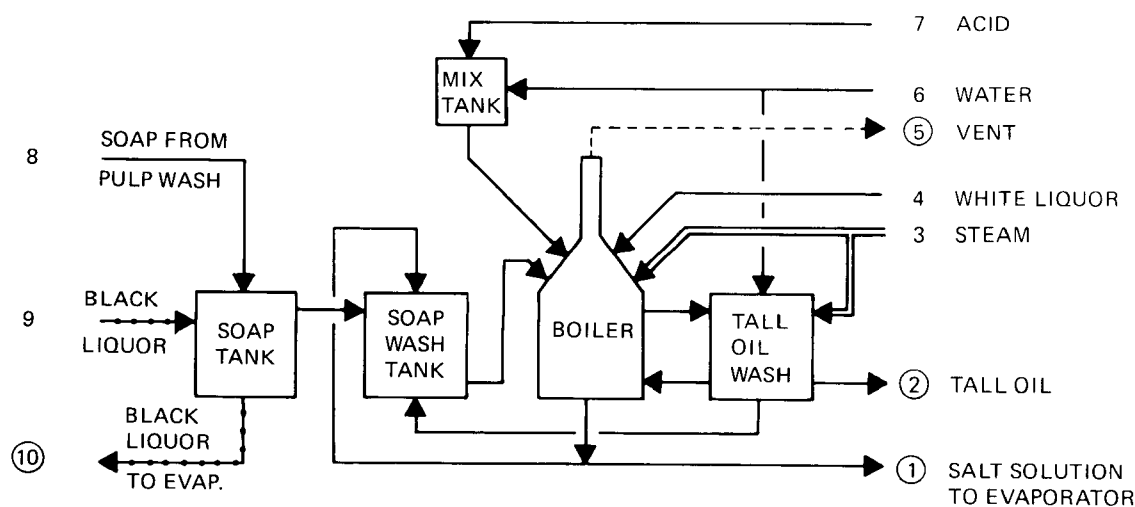 7 ACID
MIX
TANK
6 WATER
5 VENT
8 SOAP FROM
PULP WASH
4 WHITE LIQUOR
3 STEAM
9 BLACK
LIQUOR
SOAP
TANK
SOAP
WASH
TANK
BOILER
TALL
OIL
WASH
2 TALL OIL
BLACK
LIQUOR
10 TO EVAP.
1 SALT SOLUTION
TO EVAPORATOR